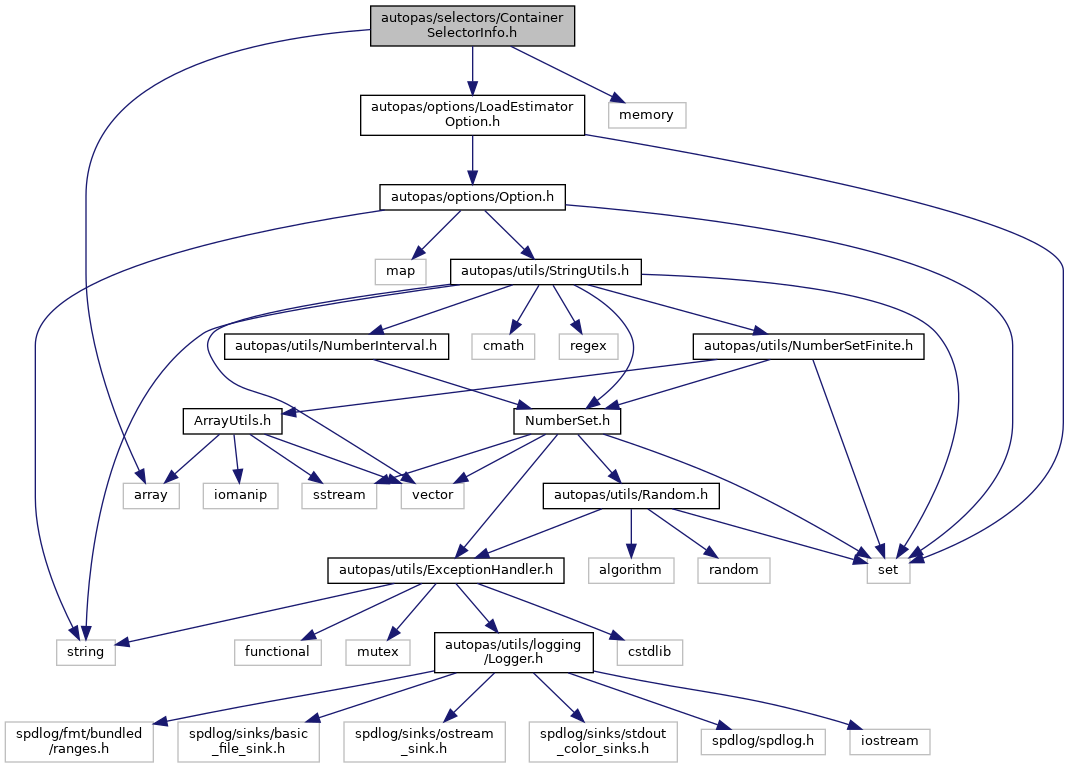 autopas/selectors/Container
SelectorInfo.h
autopas/options/LoadEstimator
Option.h
memory
autopas/options/Option.h
map
autopas/utils/StringUtils.h
autopas/utils/NumberInterval.h
cmath
regex
autopas/utils/NumberSetFinite.h
ArrayUtils.h
NumberSet.h
array
iomanip
sstream
vector
autopas/utils/Random.h
autopas/utils/ExceptionHandler.h
algorithm
random
set
string
functional
mutex
autopas/utils/logging
/Logger.h
cstdlib
spdlog/fmt/bundled
/ranges.h
spdlog/sinks/basic
_file_sink.h
spdlog/sinks/ostream
_sink.h
spdlog/sinks/stdout
_color_sinks.h
spdlog/spdlog.h
iostream